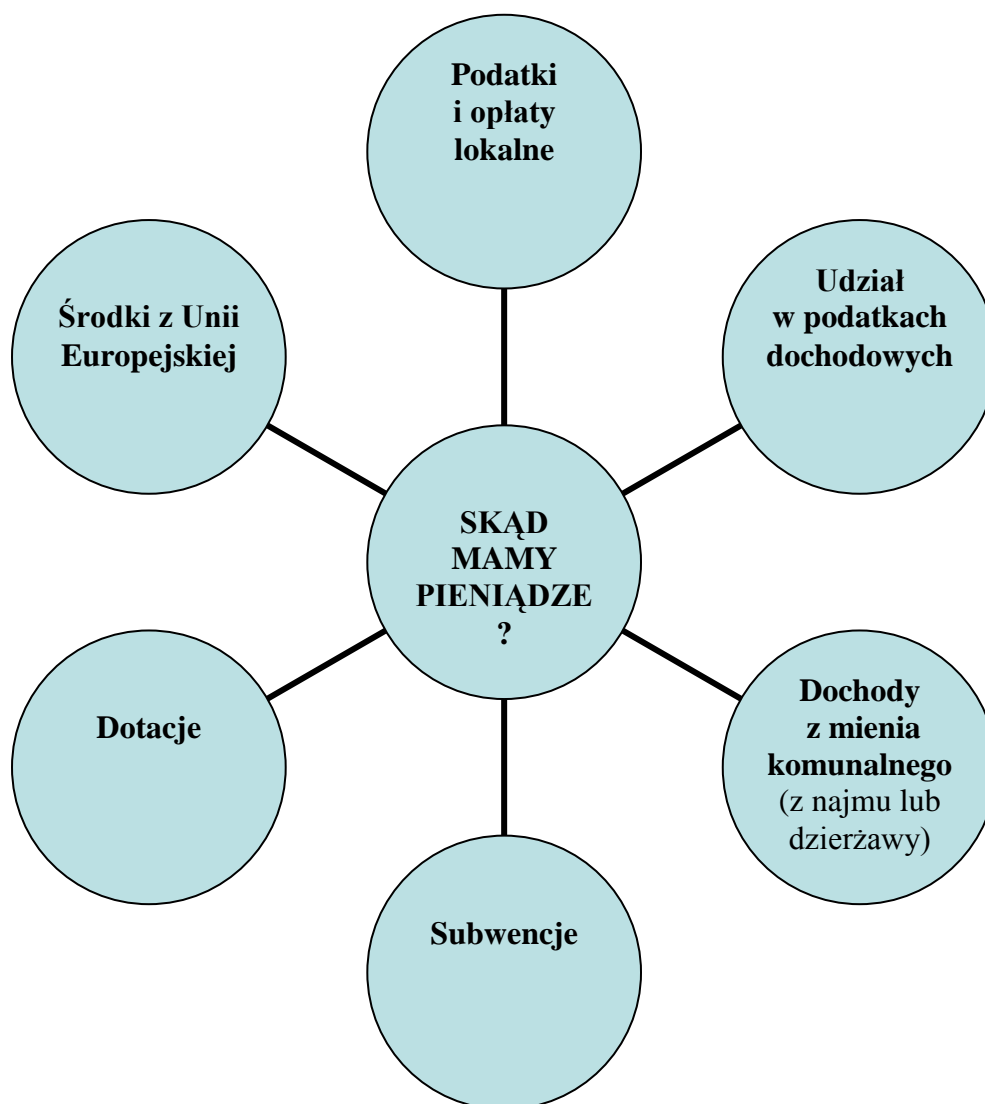 Podatki
i opłaty
lokalne
Udział
w podatkach
dochodowych
Środki z Unii
Europejskiej
SKĄD
MAMY
PIENIĄDZE
?
Dochody
z mienia
komunalnego
(z najmu lub
dzierżawy)
Dotacje
Subwencje